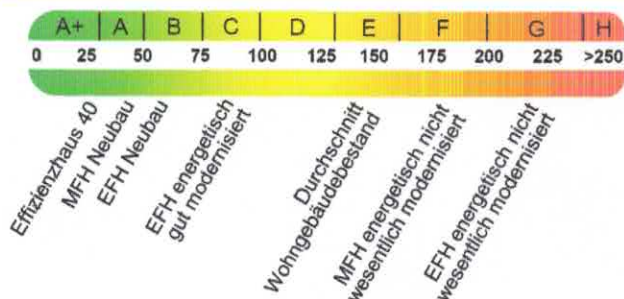 A+ A B C D E F G H
0 25 50 75 100 125 150 175 200 225 >250
Effizienzhaus 40
MFH Neubau
EFH Neubau
EFH energetisch
gut modernisiert
Durchschnitt
Wohngebäudebestand
MFH energetisch nicht
wesentlich modernisiert
EFH energetisch nicht
wesentlich modernisiert